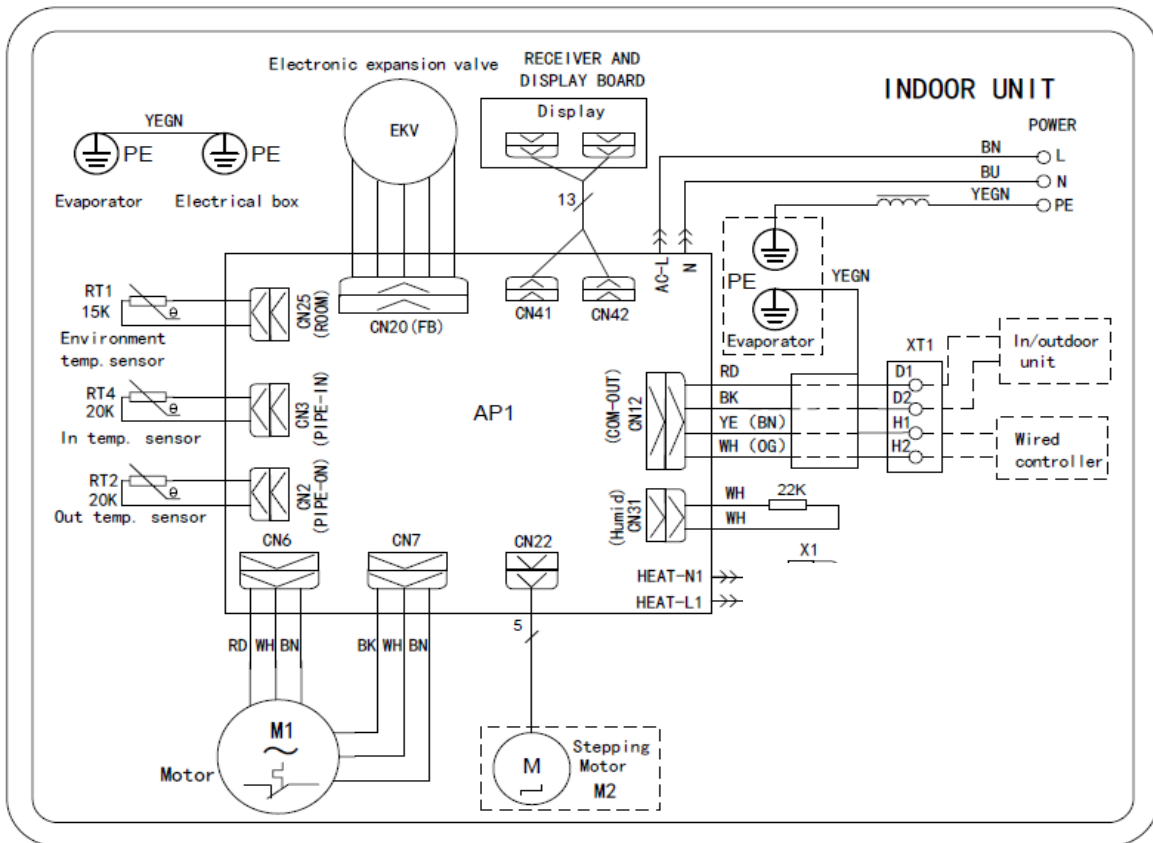 INDOOR UNIT
Electronic expansion valve
EKV
RECEIVER AND
DISPLAY BOARD
Display
13
POWER
BN
L
BU
N
YEGN
PE
YEGN
PE
PE
Evaporator
Electrical box
AC-L
N
PE
YEGN
Evaporator
RT1
15K
θ
Environment
temp. sensor
CN25
(ROOM)
CN20(FB)
CN41
CN42
RT4
20K
θ
In temp. sensor
CN3
(PIPE-IN)
RT2
20K
θ
Out temp. sensor
CN2
(PIPE-ON)
AP1
(COM-OUT)
CN12
RD
BK
YE (BN)
WH (OG)
XT1
D1
D2
H1
H2
In/outdoor
unit
Wired
controller
(Humid)
CN31
WH
22K
WH
X1
HEAT-N1
HEAT-L1
CN6
CN7
CN22
RD WH BN
BK WH BN
5
M1
Motor
M
Stepping
Motor
M2